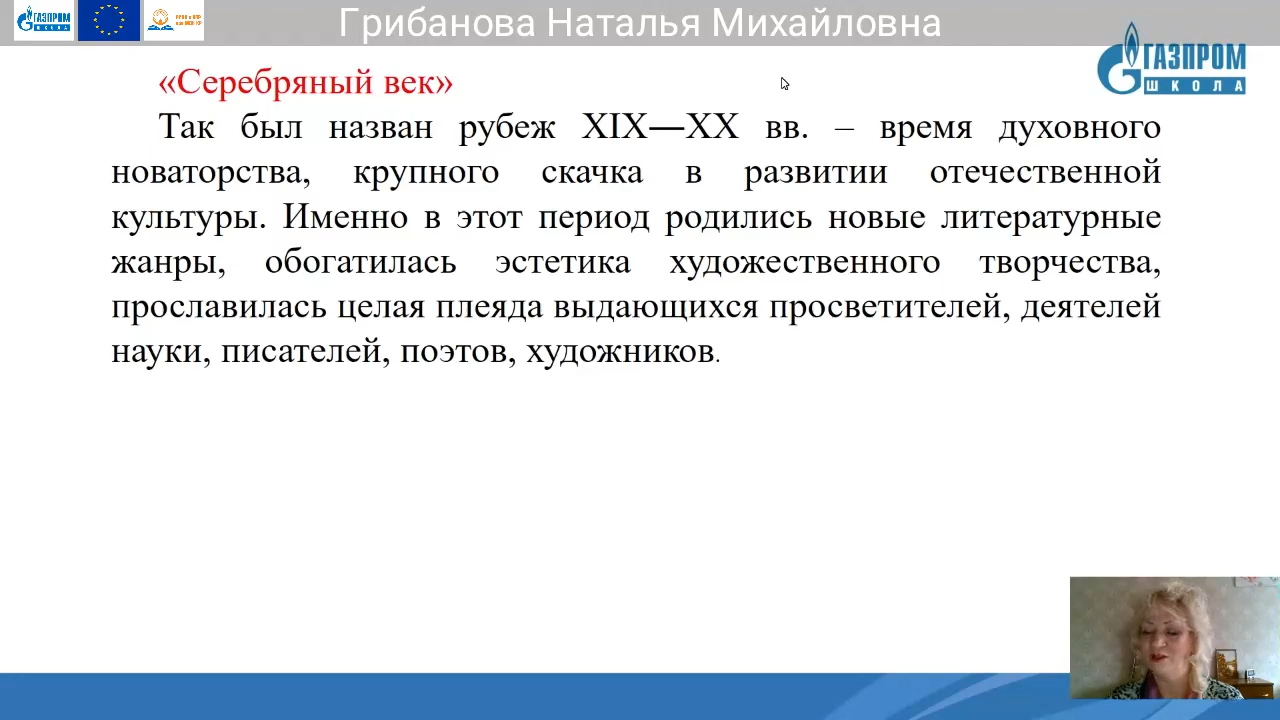 ГАЗПРОМ
ШКОЛА
Грибанова Наталья Михайловна
ГАЗПРОМ
ШКОЛА
«Серебряный век»
Так был назван рубеж XIX—XX вв. – время духовного
новаторства, крупного скачка в развитии отечественной
культуры. Именно в этот период родились новые литературные
жанры, обогатилась эстетика художественного творчества,
прославилась целая плеяда выдающихся просветителей, деятелей
науки, писателей, поэтов, художников.